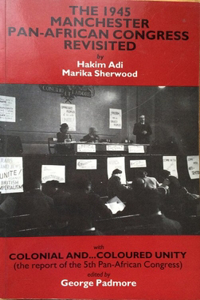 THE 1945
MANCHESTER
PAN-AFRICAN CONGRESS
REVISITED
by
Hakim Adi
Marika Sherwood
UNITE
with
COLONIAL AND...COLOURED UNITY
(the report of the 5th Pan-African Congress)
edited by
George Padmore